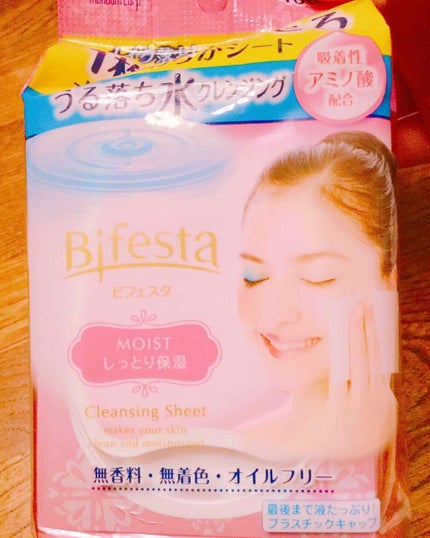 mandom corp
うる落ち水クレンジング
吸着性
アミノ酸
配合
Bifesta
ビフェスタ
MOIST
しっとり保湿
Cleansing Sheet
makes your skin
clean and moisturized
無香料・無着色・オイルフリー
最後まで液たっぷり!
プラスチックキャップ